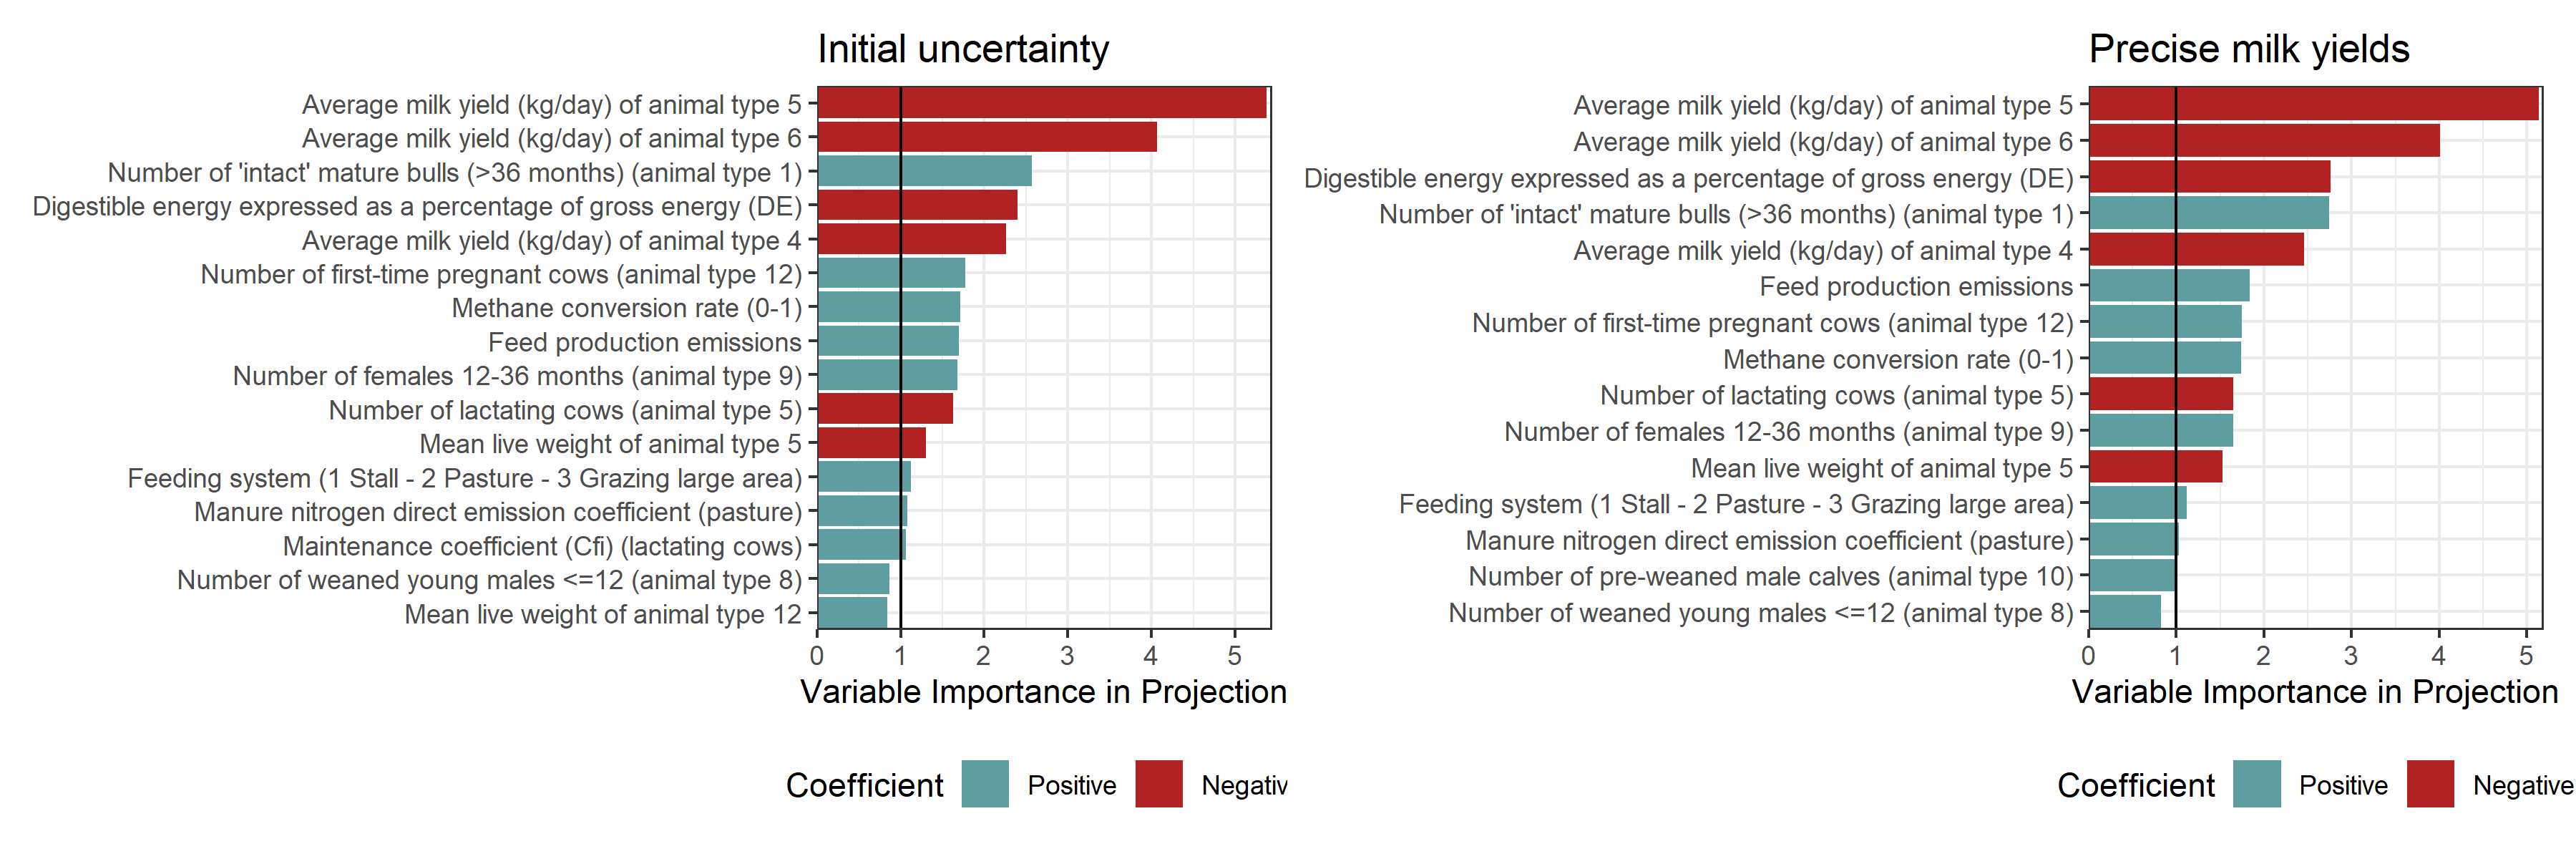 Initial uncertainty
Average milk yield (kg/day) of animal type 5
Average milk yield (kg/day) of animal type 6
Number of 'intact' mature bulls (>36 months) (animal type 1)
Digestible energy expressed as a percentage of gross energy (DE)
Average milk yield (kg/day) of animal type 4
Number of first-time pregnant cows (animal type 12)
Methane conversion rate (0-1)
Feed production emissions
Number of females 12-36 months (animal type 9)
Number of lactating cows (animal type 5)
Mean live weight of animal type 5
Feeding system (1 Stall - 2 Pasture - 3 Grazing large area)
Manure nitrogen direct emission coefficient (pasture)
Maintenance coefficient (Cfi) (lactating cows)
Number of weaned young males <=12 (animal type 8)
Mean live weight of animal type 12
0 1 2 3 4 5
Variable Importance in Projection
Coefficient Positive Negativ
Precise milk yields
Average milk yield (kg/day) of animal type 5
Average milk yield (kg/day) of animal type 6
Digestible energy expressed as a percentage of gross energy (DE)
Number of 'intact' mature bulls (>36 months) (animal type 1)
Average milk yield (kg/day) of animal type 4
Feed production emissions
Number of first-time pregnant cows (animal type 12)
Methane conversion rate (0-1)
Number of lactating cows (animal type 5)
Number of females 12-36 months (animal type 9)
Mean live weight of animal type 5
Feeding system (1 Stall - 2 Pasture - 3 Grazing large area)
Manure nitrogen direct emission coefficient (pasture)
Number of pre-weaned male calves (animal type 10)
Number of weaned young males <=12 (animal type 8)
0 1 2 3 4 5
Variable Importance in Projection
Coefficient Positive Negative